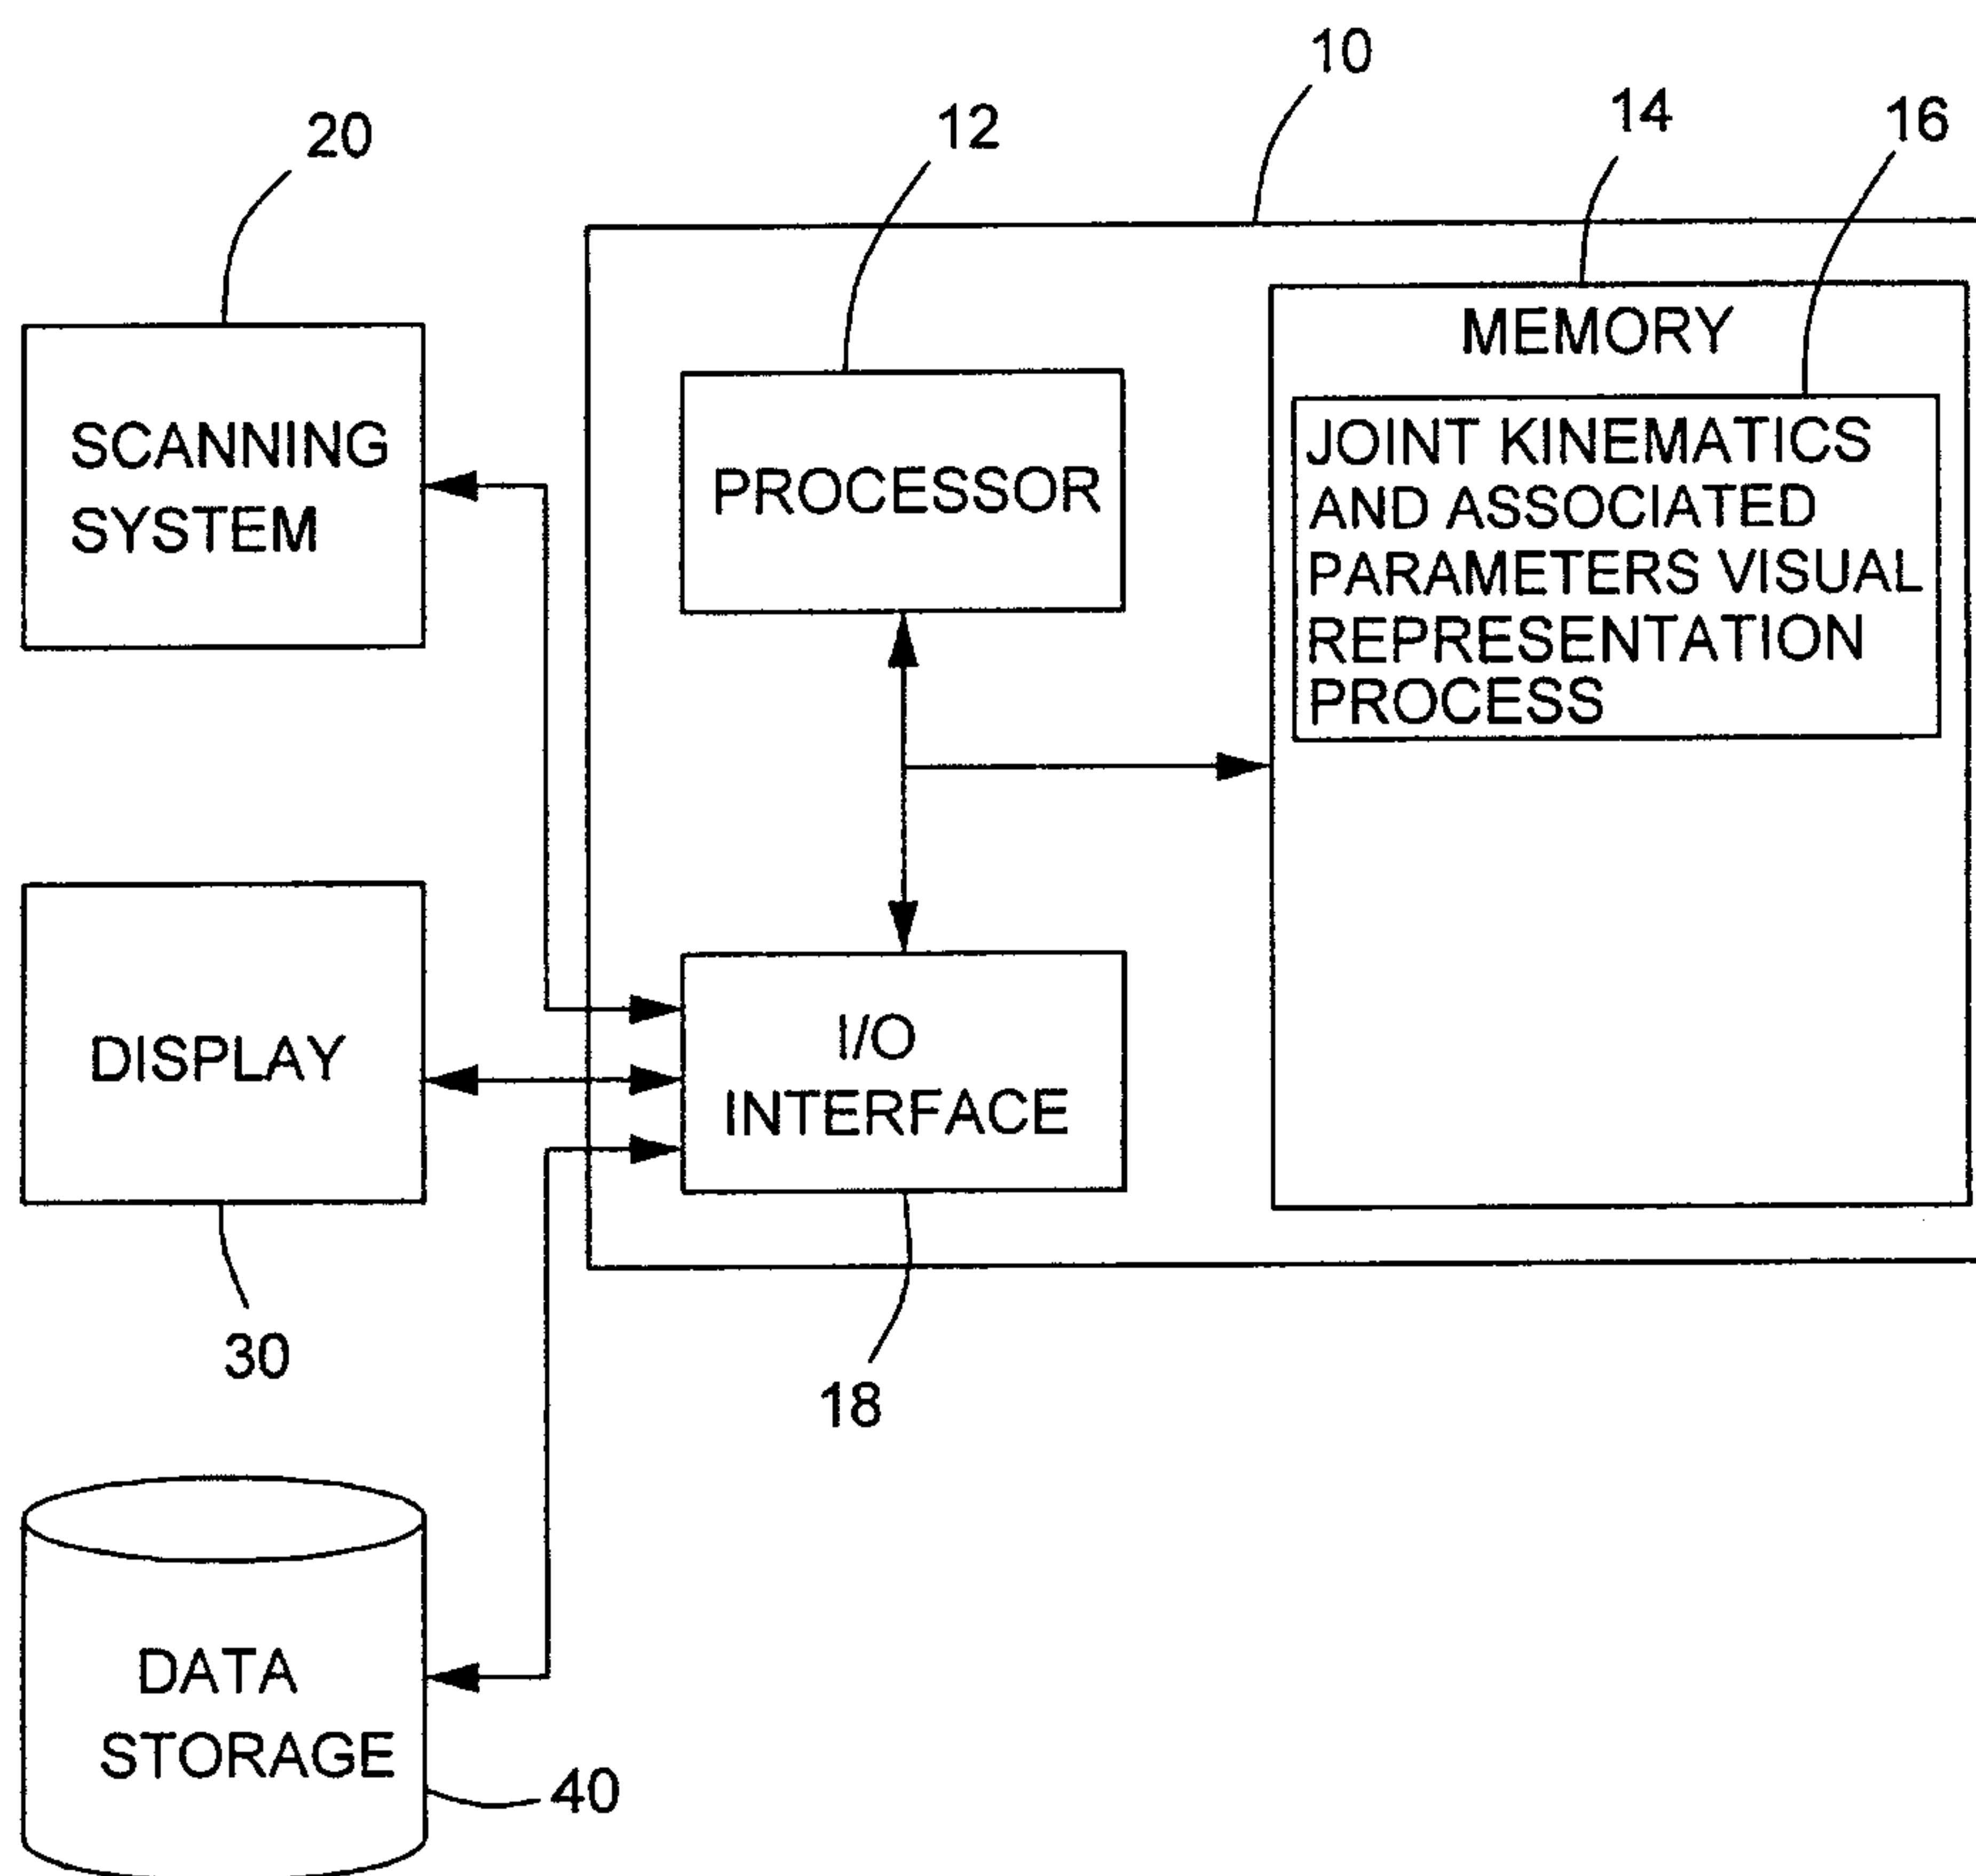 10
20
12
14
16
MEMORY
SCANNING
SYSTEM
PROCESSOR
JOINT KINEMATICS
AND ASSOCIATED
PARAMETERS VISUAL
REPRESENTATION
PROCESS
DISPLAY
I/O
INTERFACE
30
18
DATA
STORAGE
40